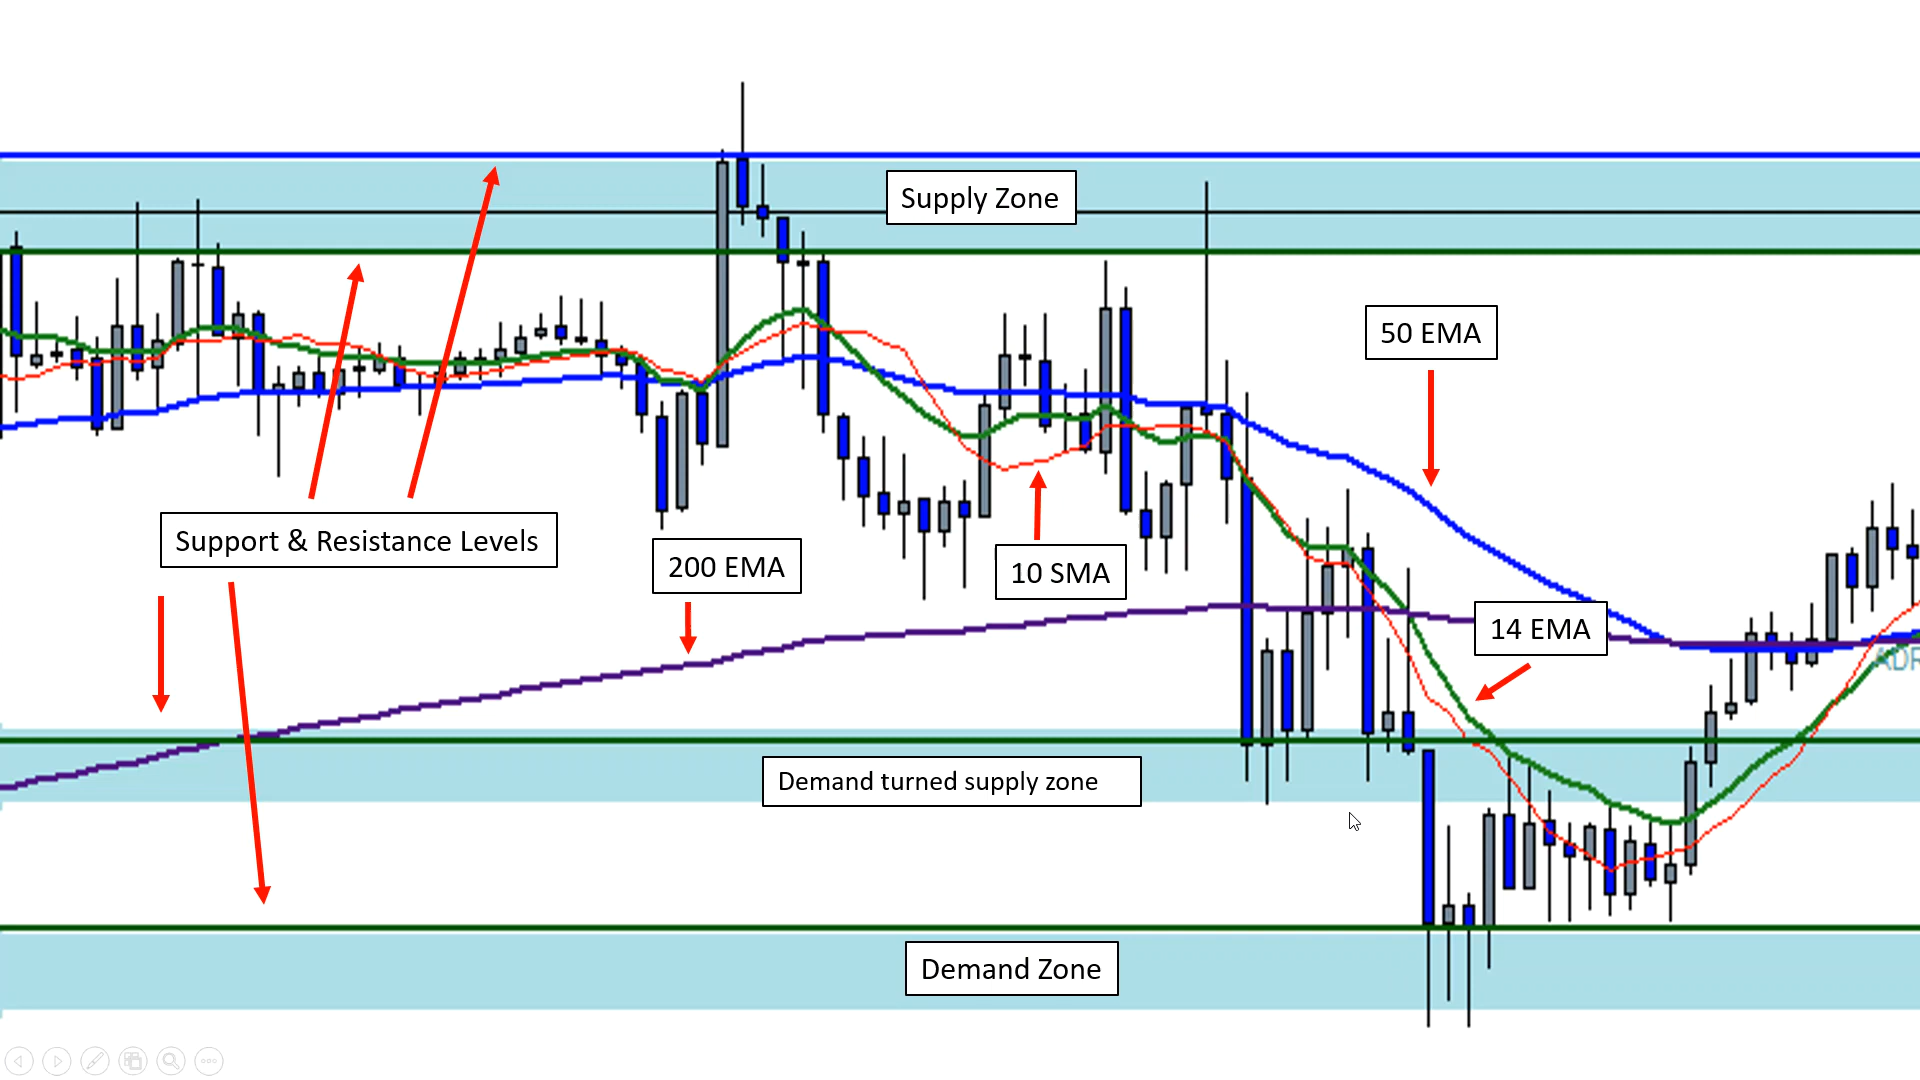 Supply Zone
50 EMA
Support & Resistance Levels
200 EMA
10 SMA
14 EMA
ADR
Demand turned supply zone
Demand Zone